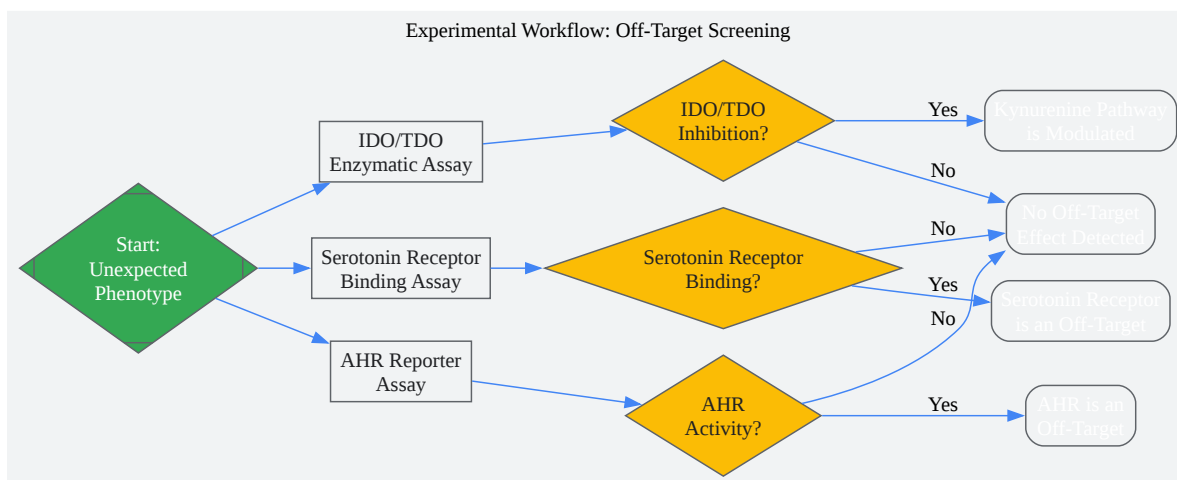 Experimental Workflow: Off-Target Screening
Start:
Unexpected
Phenotype
IDO/TDO
Enzymatic Assay
Serotonin Receptor
Binding Assay
AHR Reporter
Assay
IDO/TDO
Inhibition?
Serotonin Receptor
Binding?
AHR
Activity?
Yes
No
No
Yes
No
Yes
Kynurenine Pathway
is Modulated
No Off-Target
Effect Detected
Serotonin Receptor
is an Off-Target
AHR is an
Off-Target